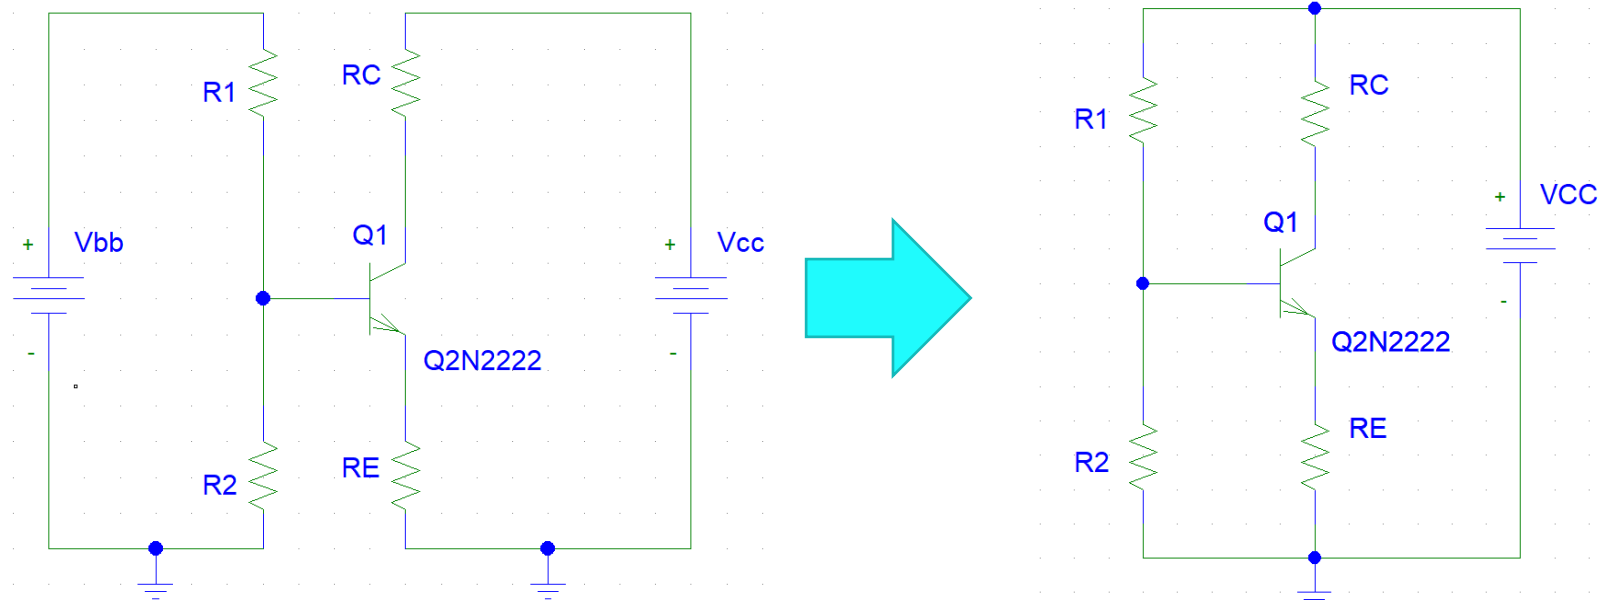 R1
RC
+
Vbb
Q1
+
Vcc
-
Q2N2222
-
R2
RE
RC
R1
+
VCC
Q1
-
Q2N2222
RE
R2